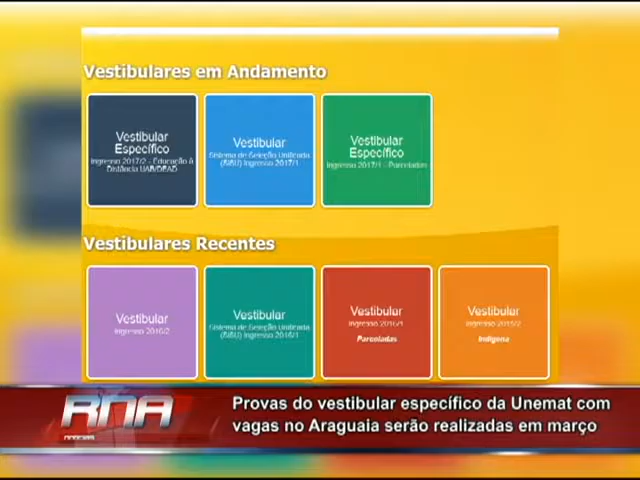 Vestibulares em Andamento
Vestibular
Específico
Ingresso 2017/2 - Educação à
Distância UAB/DEAD
Vestibular
Sistema de Seleção Unificada
(SISU) Ingresso 2017/1
Vestibular
Específico
Ingresso 2017/1 - Parceladas
Vestibulares Recentes
Vestibular
Ingresso 2016/2
Vestibular
Sistema de Seleção Unificada
(SISU) Ingresso 2016/1
Vestibular
Ingresso 2016/1
Parceladas
Vestibular
Ingresso 2015/2
Indígena
RNA
NOTÍCIAS
Provas do vestibular específico da Unemat com
vagas no Araguaia serão realizadas em março